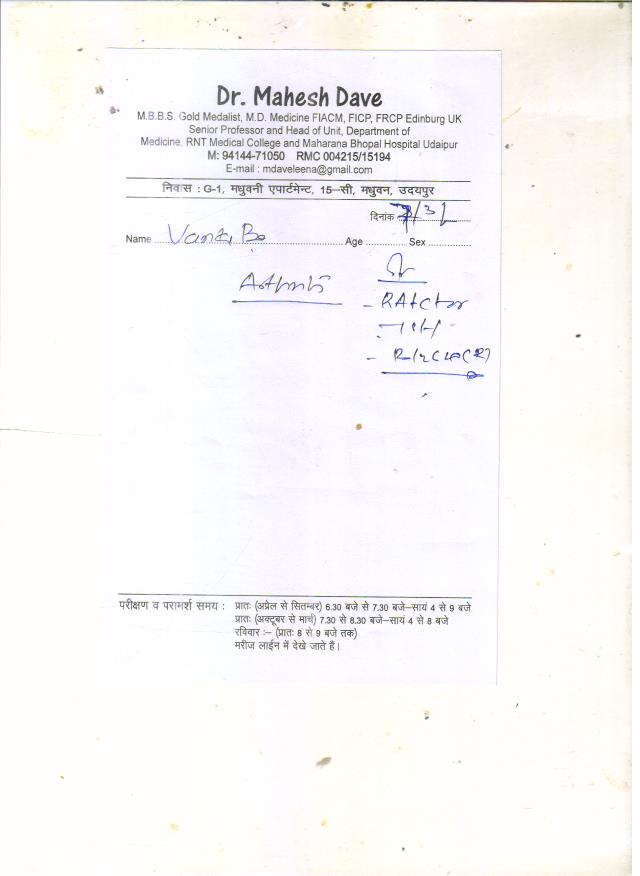 Dr. Mahesh Dave
M.B.B.S. Gold Medalist, M.D. Medicine FIACM, FICP, FRCP Edinburg UK
Senior Professor and Head of Unit, Department of
Medicine, RNT Medical College and Maharana Bhopal Hospital Udaipur
M: 94144-71050 RMC 004215/15194
E-mail : mdaveleena@gmail.com
निवास : G-1, मधुवनी एपार्टमेन्ट, 15–सी, मधुवन, उदयपुर
दिनांक
Name Age Sex
RA factor
परीक्षण व परामर्श समय : प्रातः (अप्रेल से सितम्बर) 6.30 बजे से 7.30 बजे–सायं 4 से 9 बजे
प्रातः (अक्टूबर से मार्च) 7.30 से 8.30 बजे–सायं 4 से 8 बजे
रविवार :– (प्रातः 8 से 9 बजे तक)
मरीज लाईन में देखे जाते हैं।